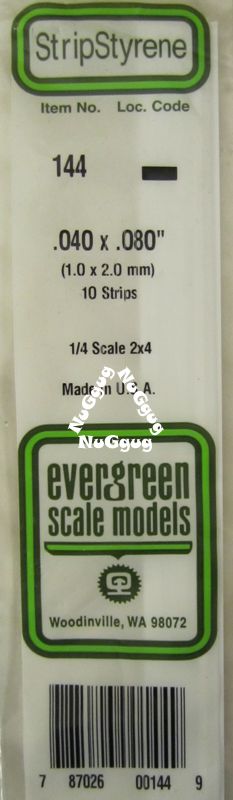 StripStyrene
Item No. Loc. Code
144
.040 x .080"
(1.0 x 2.0 mm)
10 Strips
1/4 Scale 2x4
Made in U.S.A.
NuGgug
NuGgug
NuGgug
evergreen
scale models
Woodinville, WA 98072
7 87026 00144 9